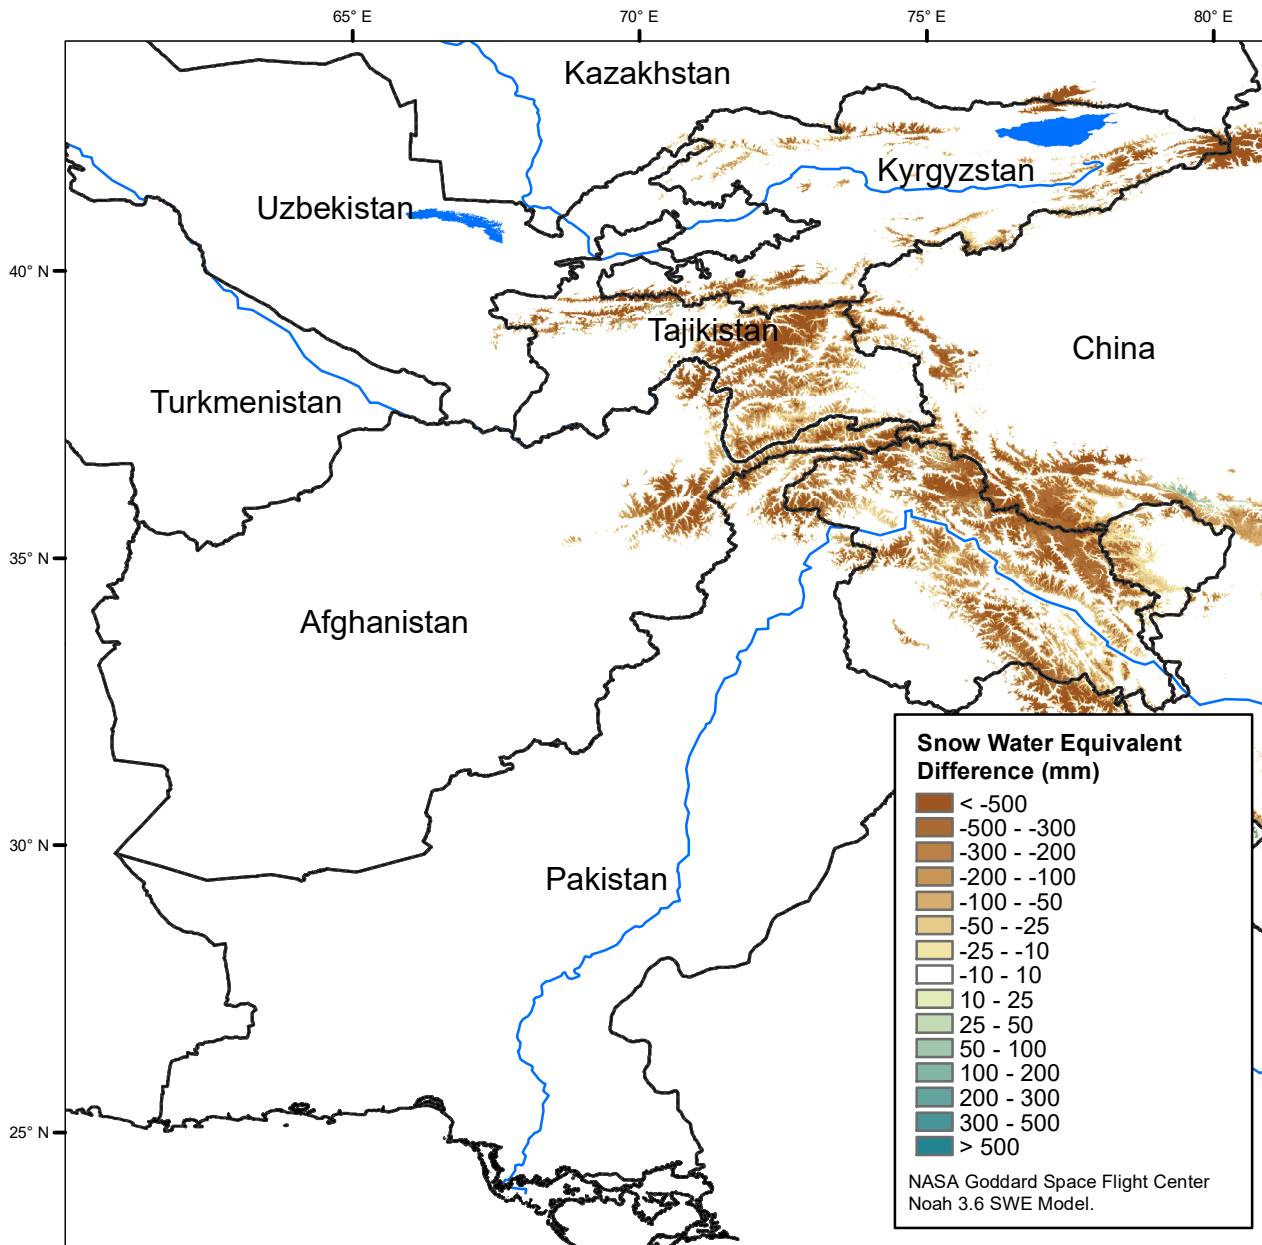 65° E
70° E
75° E
80° E
Kazakhstan
Kyrgyzstan
Uzbekistan
40° N
Tajikistan
China
Turkmenistan
35° N
Afghanistan
30° N
Pakistan
25° N
Snow Water Equivalent
Difference (mm)
< -500
-500 - -300
-300 - -200
-200 - -100
-100 - -50
-50 - -25
-25 - -10
-10 - 10
10 - 25
25 - 50
50 - 100
100 - 200
200 - 300
300 - 500
> 500
NASA Goddard Space Flight Center
Noah 3.6 SWE Model.